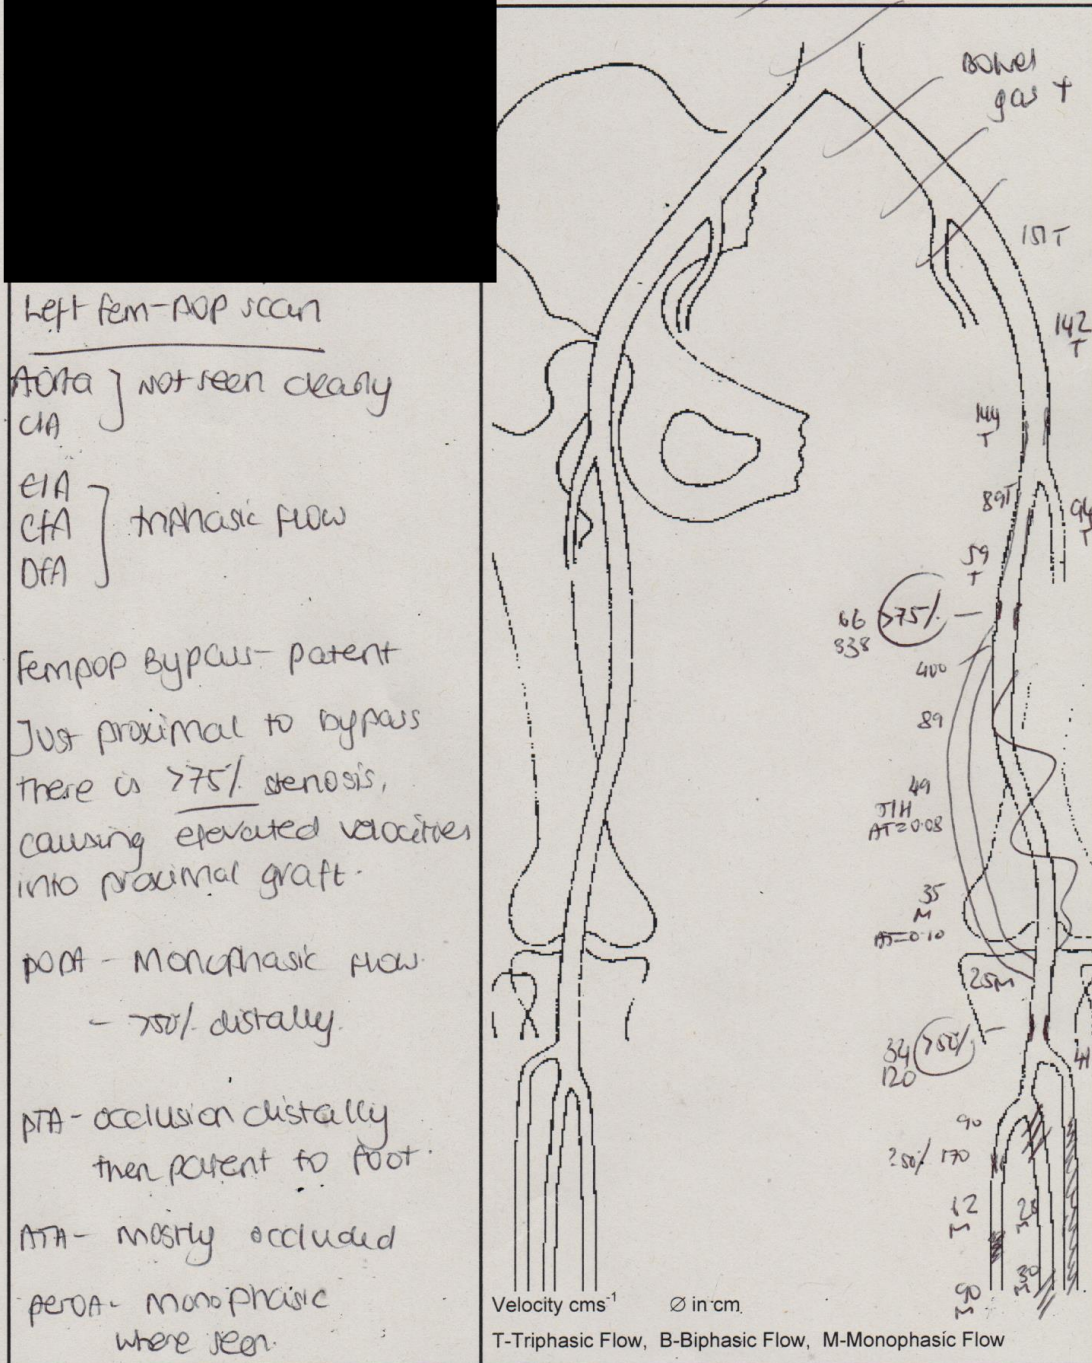 Left fem-pop scan
Aorta } Not seen clearly
CIA
EIA
CFA } triphasic flow
DFA
Fempop Bypass - patent
Just proximal to bypass
there is >75% stenosis,
causing elevated velocities
into proximal graft.
POPA - Monophasic flow.
- >50% distally.
PTA - occlusion distally
then patent to foot.
ATA - mostly occluded
PeroA - Monophasic
where seen.
Bowel
gas T
151 T
142
T
144
T
89T
94
T
59
T
>75%
338
400
89
49
AT=0.08
35
M
AT=0.10
25M
34 >50%
120
90
170
62
M
30
M
90
M
Velocity cms⁻¹ Ø in cm
T-Triphasic Flow, B-Biphasic Flow, M-Monophasic Flow